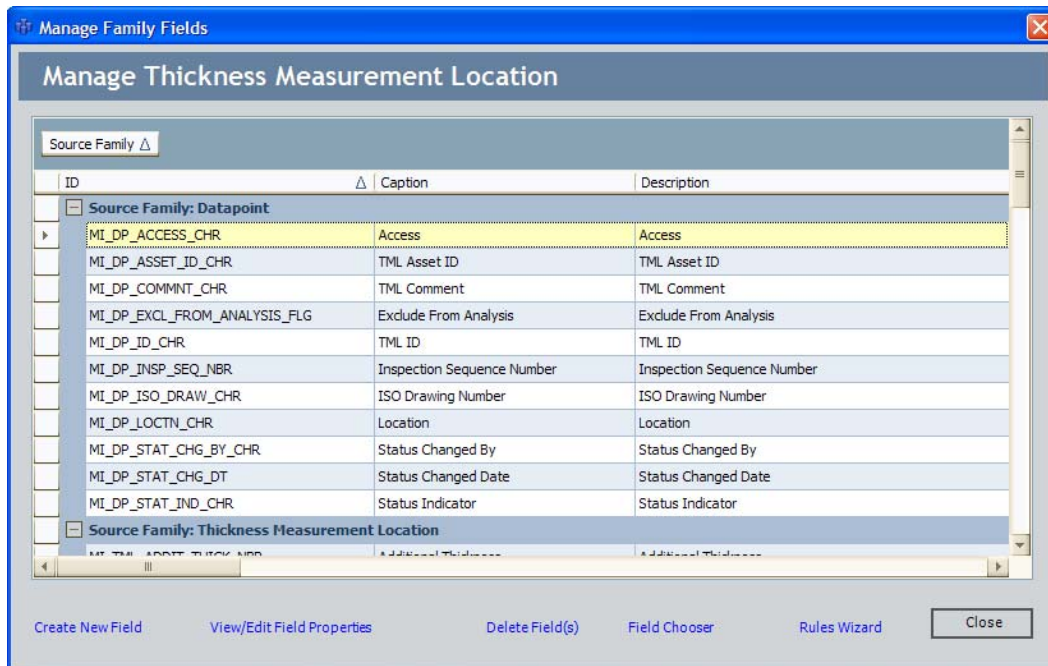 Manage Family Fields
Manage Thickness Measurement Location
Source Family
ID Caption Description
Source Family: Datapoint
MI_DP_ACCESS_CHR Access Access
MI_DP_ASSET_ID_CHR TML Asset ID TML Asset ID
MI_DP_COMMNT_CHR TML Comment TML Comment
MI_DP_EXCL_FROM_ANALYSIS_FLG Exclude From Analysis Exclude From Analysis
MI_DP_ID_CHR TML ID TML ID
MI_DP_INSP_SEQ_NBR Inspection Sequence Number Inspection Sequence Number
MI_DP_ISO_DRAW_CHR ISO Drawing Number ISO Drawing Number
MI_DP_LOCTN_CHR Location Location
MI_DP_STAT_CHG_BY_CHR Status Changed By Status Changed By
MI_DP_STAT_CHG_DT Status Changed Date Status Changed Date
MI_DP_STAT_IND_CHR Status Indicator Status Indicator
Source Family: Thickness Measurement Location
MI_TML_ADDIT_THICK_NBR Additional Thickness Additional Thickness
Create New Field View/Edit Field Properties Delete Field(s) Field Chooser Rules Wizard Close